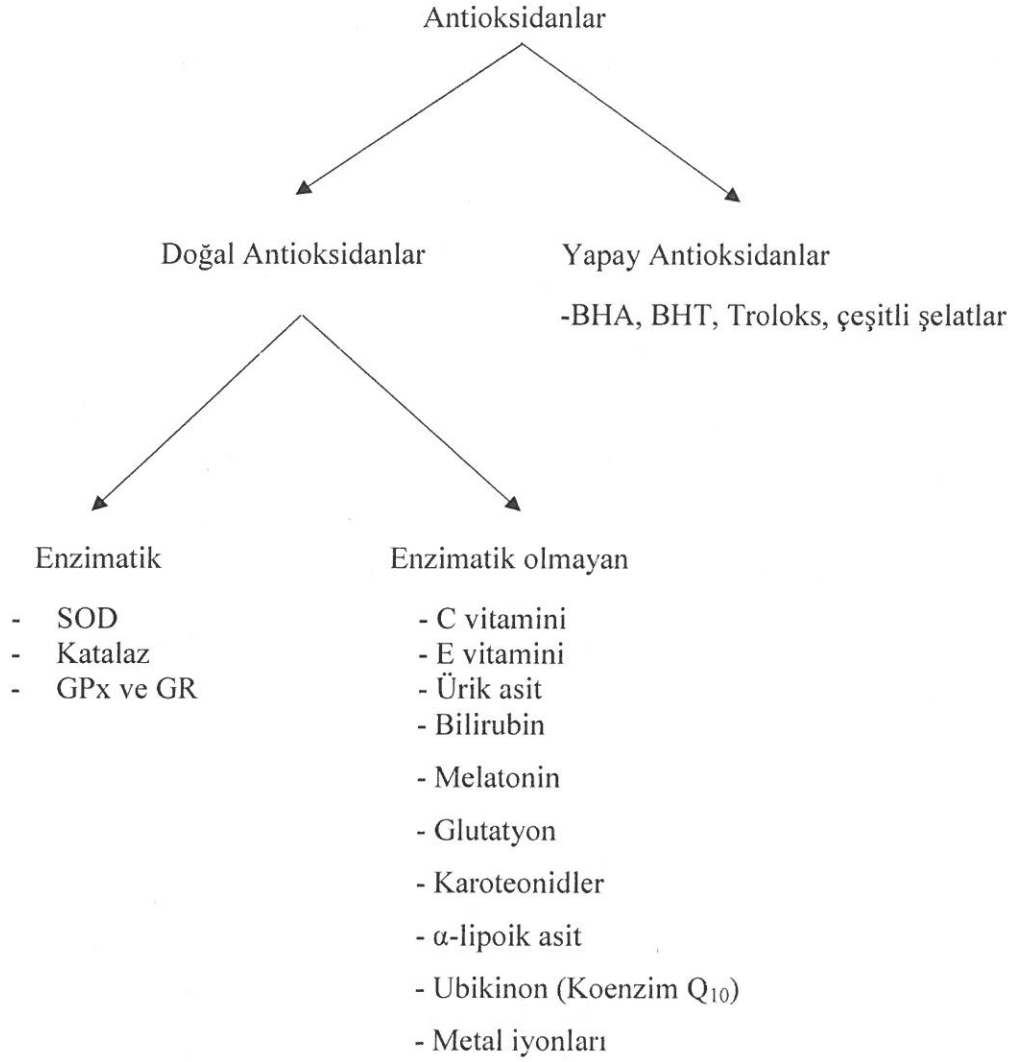 Antioksidanlar
Doğal Antioksidanlar
Yapay Antioksidanlar
-BHA, BHT, Troloks, çeşitli şelatlar
Enzimatik
- SOD
- Katalaz
- GPx ve GR
Enzimatik olmayan
- C vitamini
- E vitamini
- Ürik asit
- Bilirubin
- Melatonin
- Glutatyon
- Karoteonidler
- α-lipoik asit
- Ubikinon (Koenzim Q₁₀)
- Metal iyonları